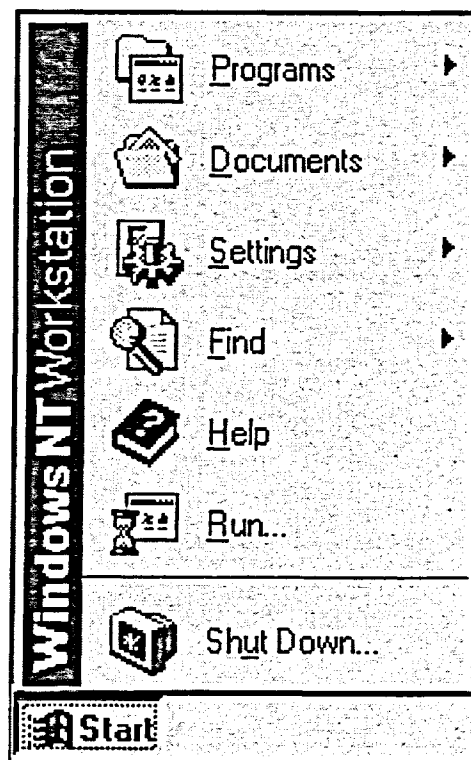 Programs
Documents
Settings
Find
Help
Run...
Shut Down...
Windows NT Workstation
Start